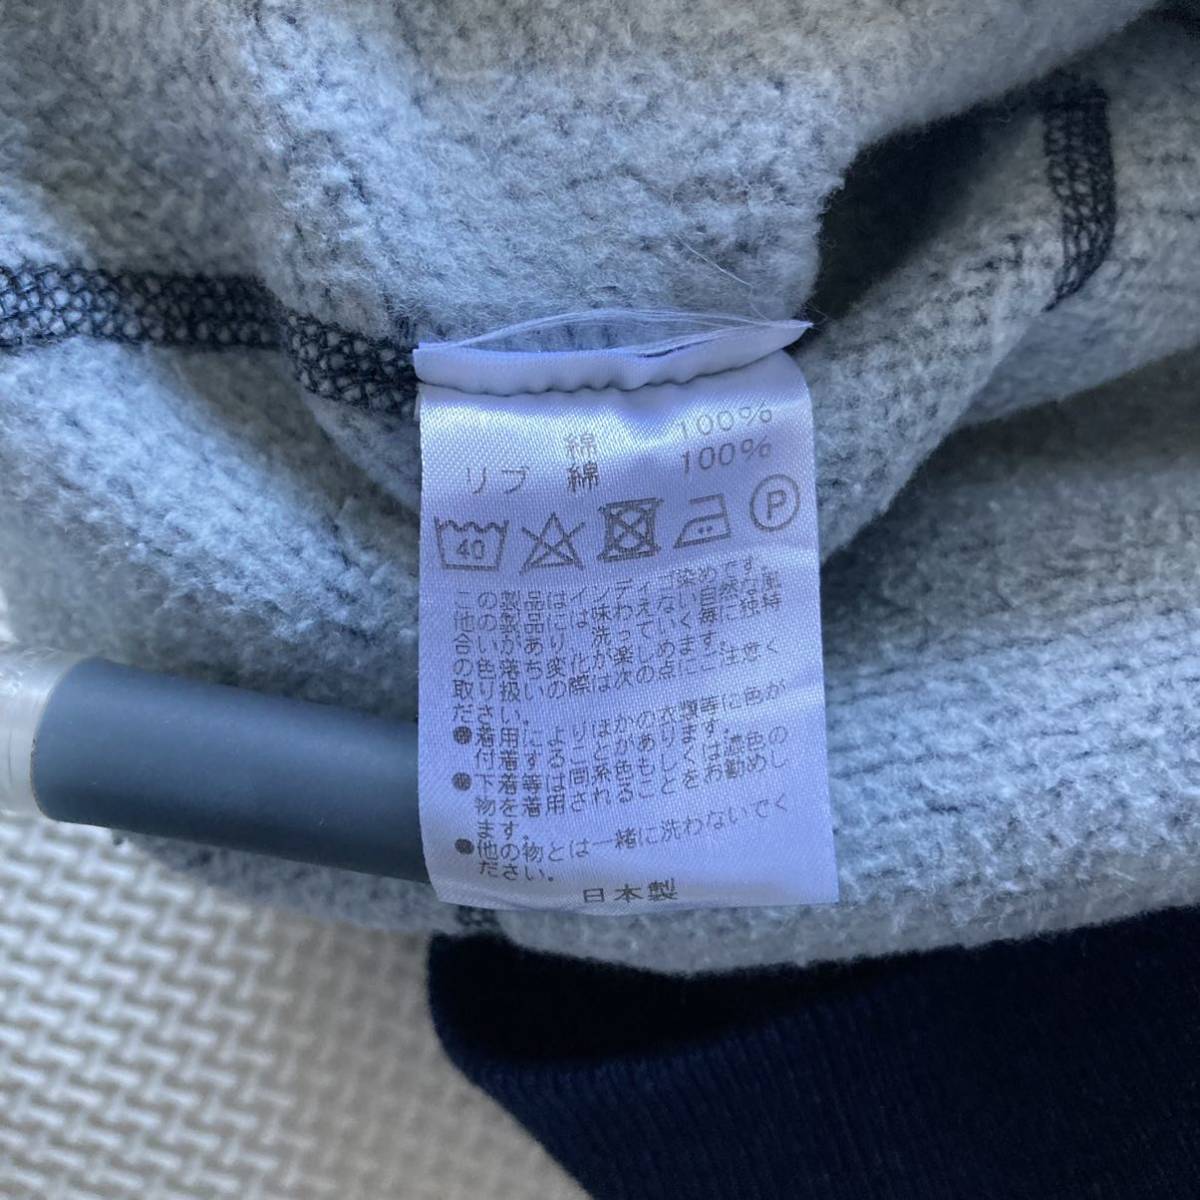 綿 100%
リブ 綿 100%
40 P
この製品はインディゴ染めです。
他の製品には味わえない自然な風
合いがあり、洗っていく毎に独特
の色落ち変化が楽しめます。
取り扱いの際は次の点にご注意く
ださい。
●着用によりほかの衣類等に色が
付着することがあります。
●下着等は同系色もしくは濃色の
物を着用されることをお勧めし
ます。
●他の物とは一緒に洗わないでく
ださい。
日本製